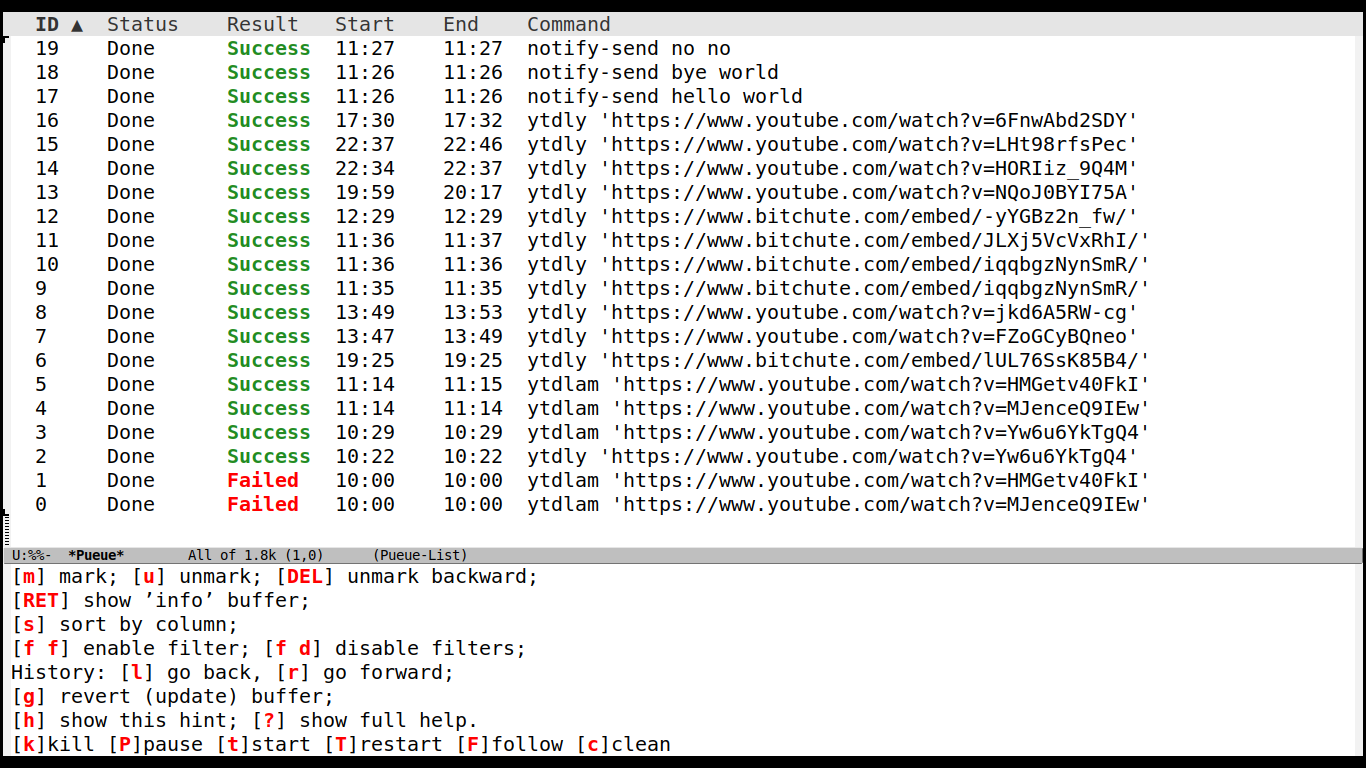 ID ▲ Status Result Start End Command
19 Done Success 11:27 11:27 notify-send no no
18 Done Success 11:26 11:26 notify-send bye world
17 Done Success 11:26 11:26 notify-send hello world
16 Done Success 17:30 17:32 ytdly 'https://www.youtube.com/watch?v=6FnwAbd2SDY'
15 Done Success 22:37 22:46 ytdly 'https://www.youtube.com/watch?v=LHt98rfsPec'
14 Done Success 22:34 22:37 ytdly 'https://www.youtube.com/watch?v=HORIiz_9Q4M'
13 Done Success 19:59 20:17 ytdly 'https://www.youtube.com/watch?v=NQoJ0BYI75A'
12 Done Success 12:29 12:29 ytdly 'https://www.bitchute.com/embed/-yYGBz2n_fw/'
11 Done Success 11:36 11:37 ytdly 'https://www.bitchute.com/embed/JLXj5VcVxRhI/'
10 Done Success 11:36 11:36 ytdly 'https://www.bitchute.com/embed/iqqbgzNynSmR/'
9 Done Success 11:35 11:35 ytdly 'https://www.bitchute.com/embed/iqqbgzNynSmR/'
8 Done Success 13:49 13:53 ytdly 'https://www.youtube.com/watch?v=jkd6A5RW-cg'
7 Done Success 13:47 13:49 ytdly 'https://www.youtube.com/watch?v=FZoGCyBQneo'
6 Done Success 19:25 19:25 ytdly 'https://www.bitchute.com/embed/lUL76SsK85B4/'
5 Done Success 11:14 11:15 ytdlam 'https://www.youtube.com/watch?v=HMGetv40FkI'
4 Done Success 11:14 11:14 ytdlam 'https://www.youtube.com/watch?v=MJenceQ9IEw'
3 Done Success 10:29 10:29 ytdlam 'https://www.youtube.com/watch?v=Yw6u6YkTgQ4'
2 Done Success 10:22 10:22 ytdly 'https://www.youtube.com/watch?v=Yw6u6YkTgQ4'
1 Done Failed 10:00 10:00 ytdlam 'https://www.youtube.com/watch?v=HMGetv40FkI'
0 Done Failed 10:00 10:00 ytdlam 'https://www.youtube.com/watch?v=MJenceQ9IEw'
U:%%- *Pueue* All of 1.8k (1,0) (Pueue-List)
[m] mark; [u] unmark; [DEL] unmark backward;
[RET] show ’info’ buffer;
[s] sort by column;
[f f] enable filter; [f d] disable filters;
History: [l] go back, [r] go forward;
[g] revert (update) buffer;
[h] show this hint; [?] show full help.
[k]kill [P]pause [t]start [T]restart [F]follow [c]clean